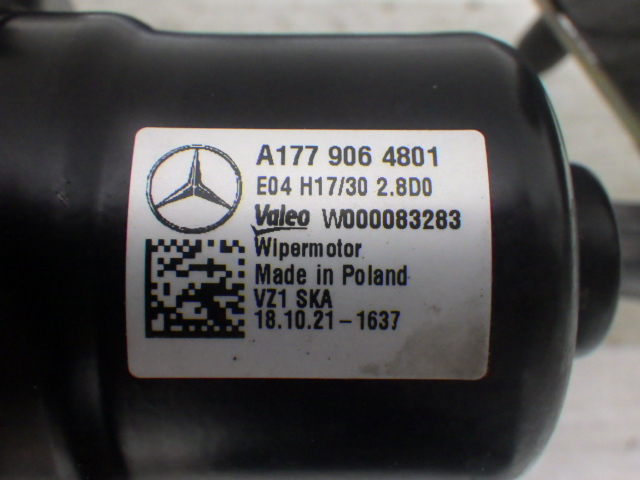 A177 906 4801
E04 H17/30 2.8D0
Valeo W000083283
Wipermotor
Made in Poland
VZ1 SKA
18.10.21-1637